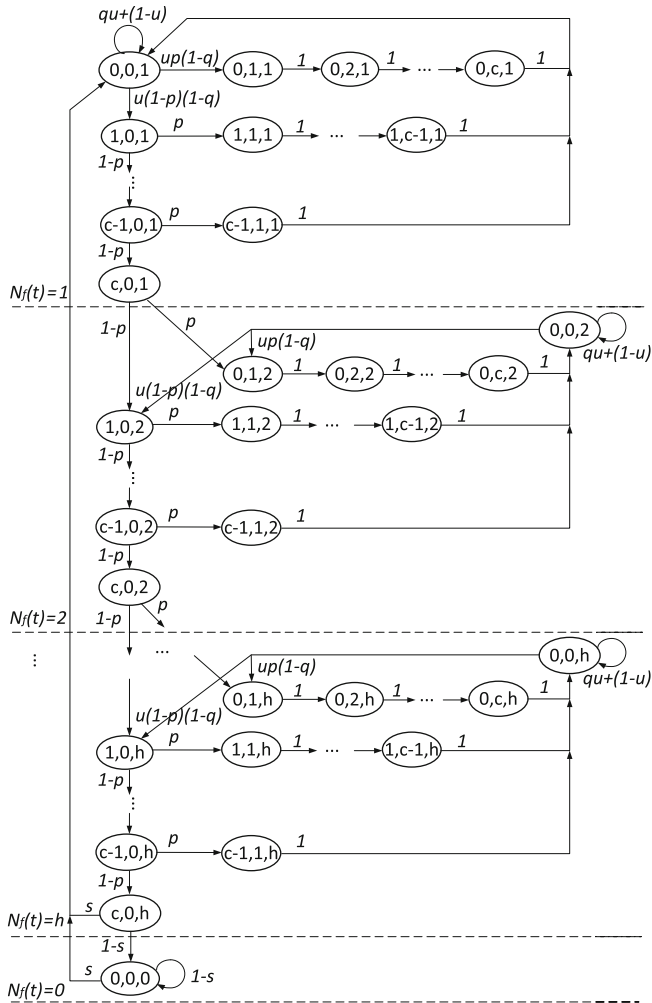 qu+(1-u)
0,0,1 up(1-q) 0,1,1 1 0,2,1 1 ... 0,c,1 1
u(1-p)(1-q)
1,0,1 p 1,1,1 1 ... 1,c-1,1 1
1-p
...
c-1,0,1 p c-1,1,1 1
1-p
c,0,1
Nf(t)=1
1-p p 0,0,2
up(1-q) qu+(1-u)
0,1,2 1 0,2,2 1 ... 0,c,2 1
u(1-p)(1-q)
1,0,2 p 1,1,2 1 ... 1,c-1,2 1
1-p
...
c-1,0,2 p c-1,1,2 1
1-p
c,0,2
Nf(t)=2 1-p p
... ... 0,0,h
up(1-q) qu+(1-u)
0,1,h 1 0,2,h 1 ... 0,c,h 1
u(1-p)(1-q)
1,0,h p 1,1,h 1 ... 1,c-1,h 1
1-p
...
c-1,0,h p c-1,1,h 1
1-p
s c,0,h
Nf(t)=h
1-s
s 0,0,0 1-s
Nf(t)=0